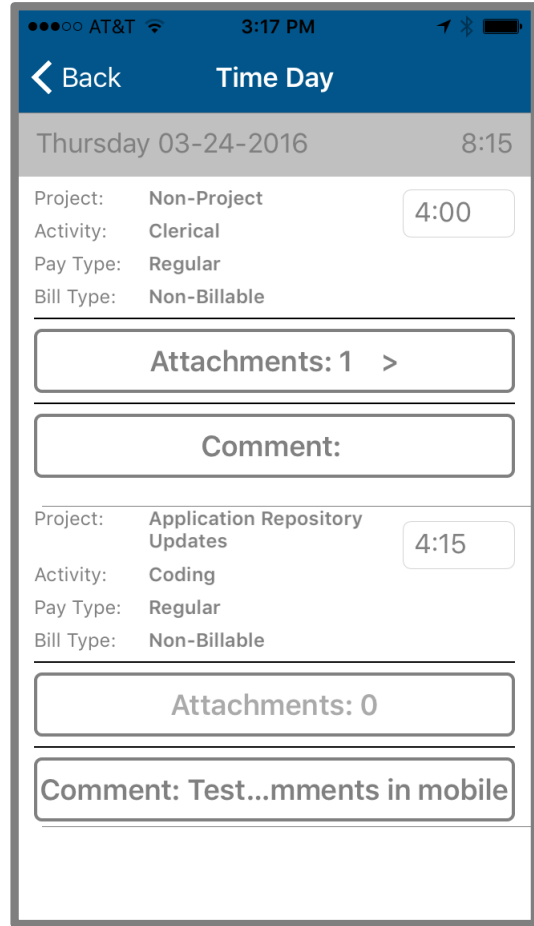 AT&T 3:17 PM
Back Time Day
Thursday 03-24-2016 8:15
Project: Non-Project 4:00
Activity: Clerical
Pay Type: Regular
Bill Type: Non-Billable
Attachments: 1 >
Comment:
Project: Application Repository
Updates 4:15
Activity: Coding
Pay Type: Regular
Bill Type: Non-Billable
Attachments: 0
Comment: Test...mments in mobile